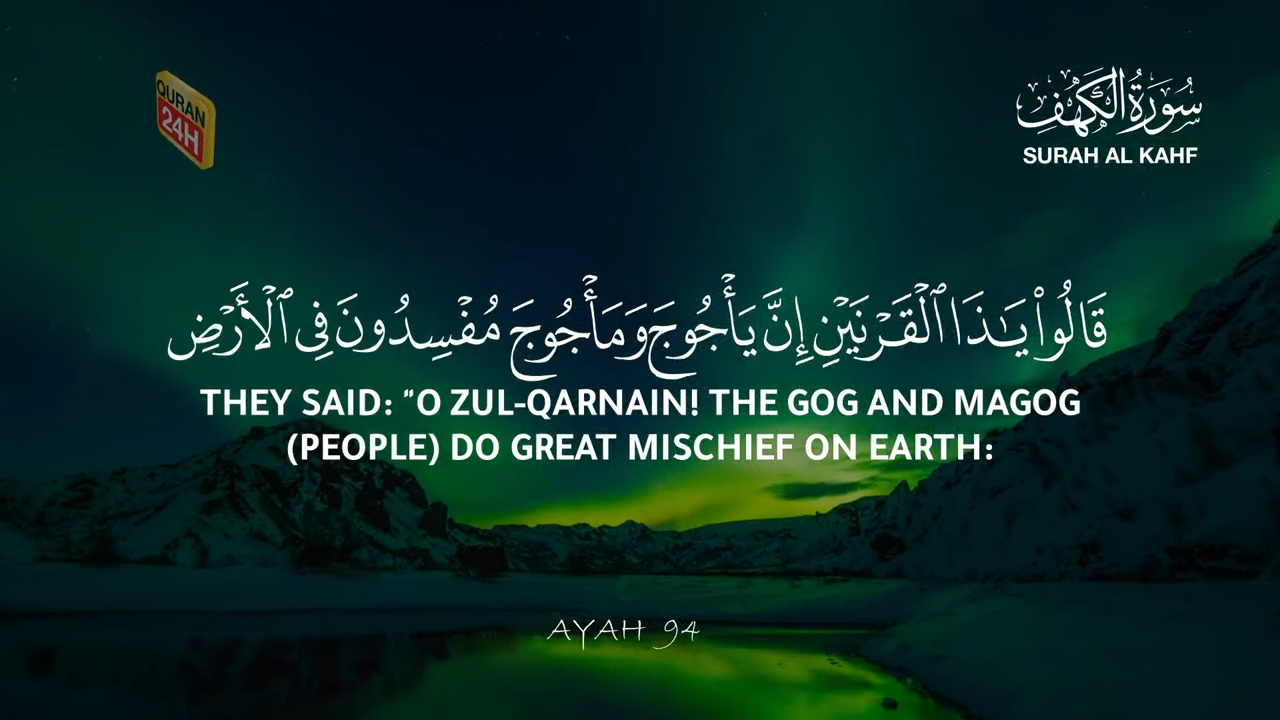 QURAN
24H
سُورَةُ الكَهْفِ
SURAH AL KAHF
قَالُوا۟ يَـٰذَا ٱلْقَرْنَيْنِ إِنَّ يَأْجُوجَ وَمَأْجُوجَ مُفْسِدُونَ فِى ٱلْأَرْضِ
THEY SAID: "O ZUL-QARNAIN! THE GOG AND MAGOG
(PEOPLE) DO GREAT MISCHIEF ON EARTH:
AYAH 94